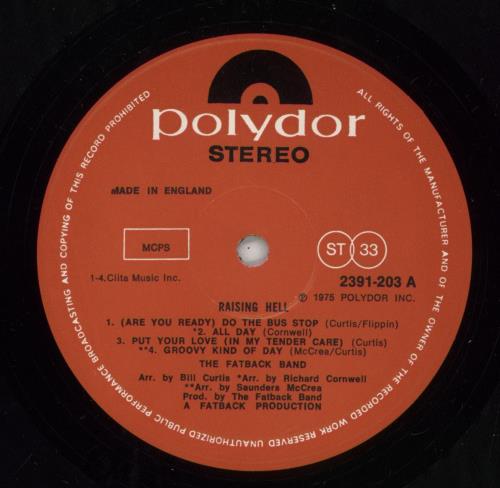 polydor
STEREO
MADE IN ENGLAND
MCPS
ST 33
1-4.Clita Music Inc.
2391-203 A
℗ 1975 POLYDOR INC.
RAISING HELL
1. (ARE YOU READY) DO THE BUS STOP (Curtis/Flippin)
*2. ALL DAY (Cornwell)
3. PUT YOUR LOVE (IN MY TENDER CARE) (Curtis)
**4. GROOVY KIND OF DAY (McCrea/Curtis)
THE FATBACK BAND
Arr. by Bill Curtis *Arr. by Richard Cornwell
**Arr. by Saunders McCrea
Prod. by The Fatback Band
A FATBACK PRODUCTION
ALL RIGHTS OF THE MANUFACTURER AND OF THE OWNER OF THE RECORDED WORK RESERVED UNAUTHORIZED PUBLIC PERFORMANCE BROADCASTING AND COPYING OF THIS RECORD PROHIBITED